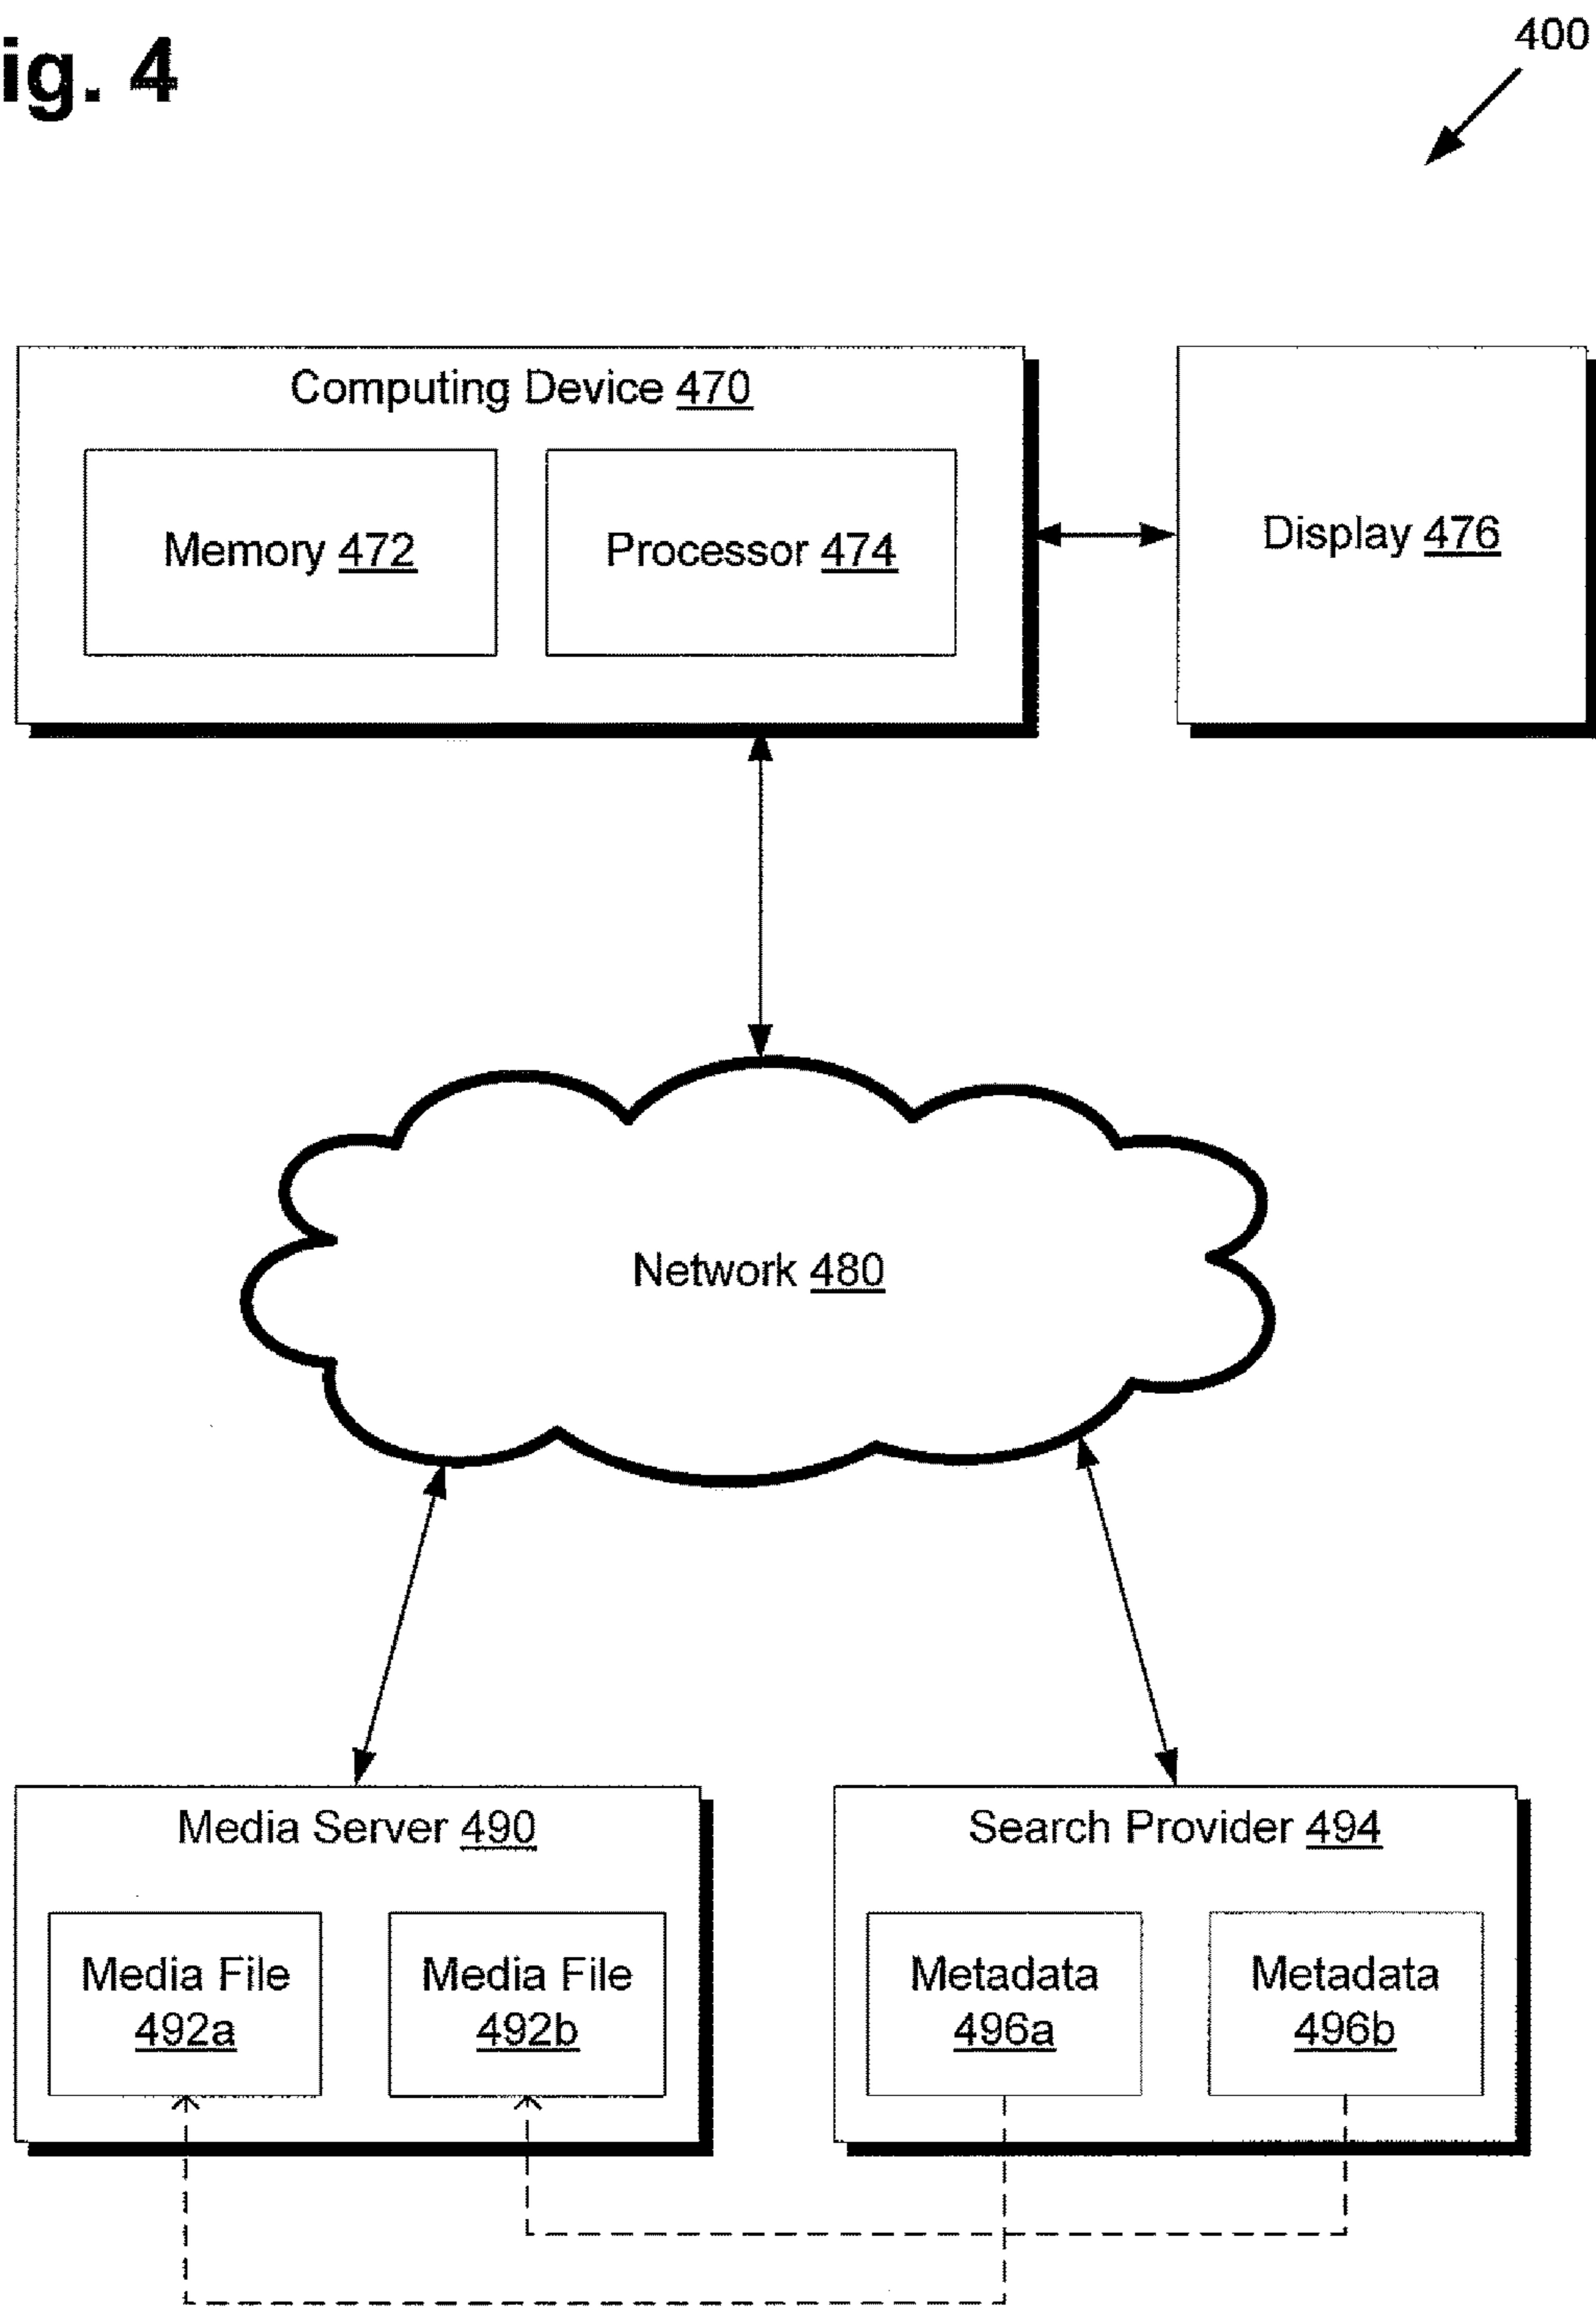 ig. 4
400
Computing Device 470
Memory 472
Processor 474
Display 476
Network 480
Media Server 490
Media File
492a
Media File
492b
Search Provider 494
Metadata
496a
Metadata
496b